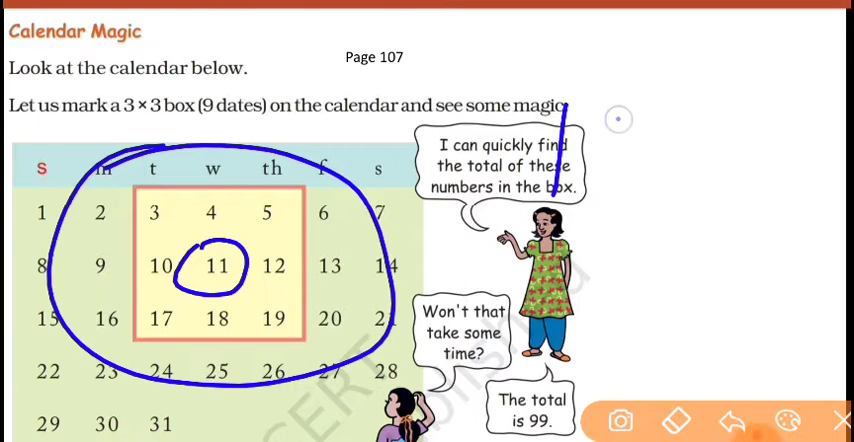 Calendar Magic
Page 107
Look at the calendar below.
Let us mark a 3 × 3 box (9 dates) on the calendar and see some magic.
I can quickly find
the total of these
numbers in the box.
S m t w th f s
1 2 3 4 5 6 7
8 9 10 11 12 13 14
15 16 17 18 19 20 21
22 23 24 25 26 27 28
29 30 31
Won't that
take some
time?
The total
is 99.